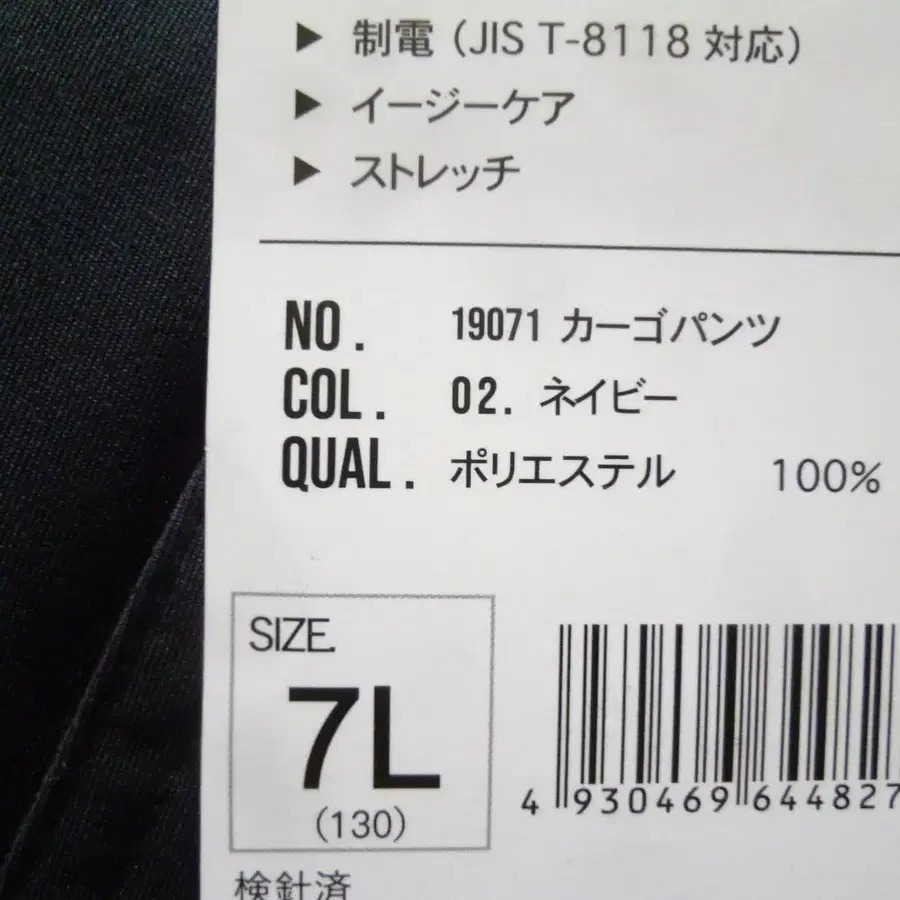 ▶ 制電（JIS T-8118 対応）
▶ イージーケア
▶ ストレッチ
NO. 19071 カーゴパンツ
COL. 02. ネイビー
QUAL. ポリエステル 100%
SIZE.
7L
（130）
4 930469 644827
検針済